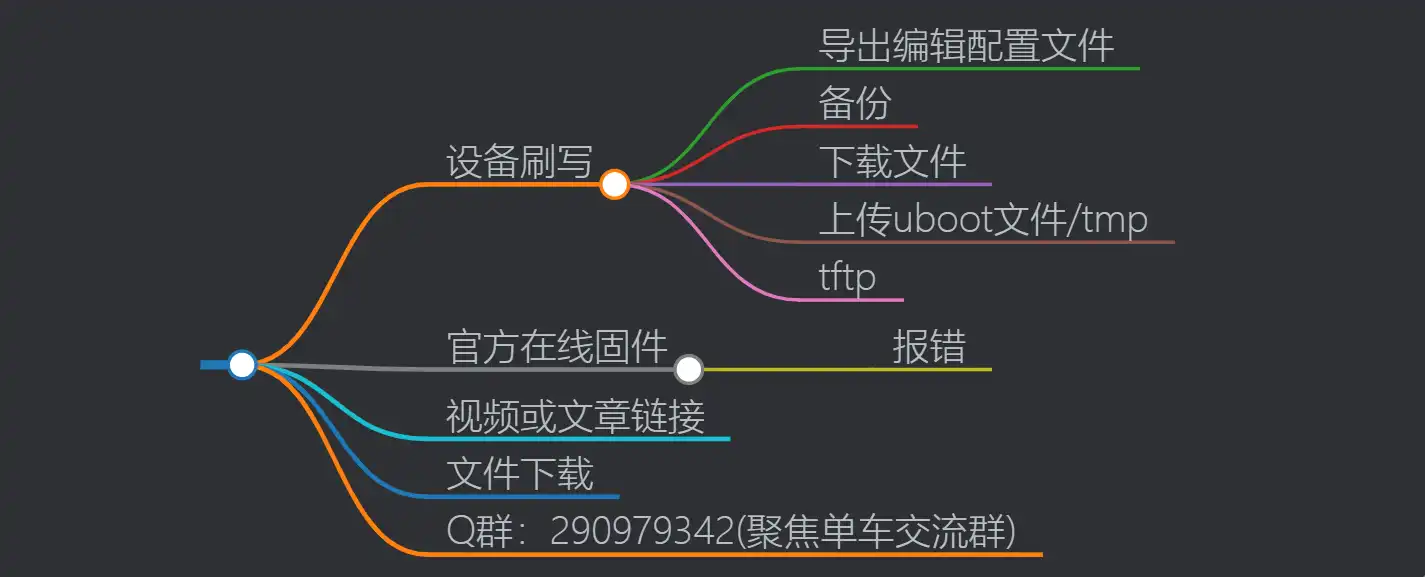 设备刷写
导出编辑配置文件
备份
下载文件
上传uboot文件/tmp
tftp
官方在线固件
报错
视频或文章链接
文件下载
Q群：290979342(聚焦单车交流群)